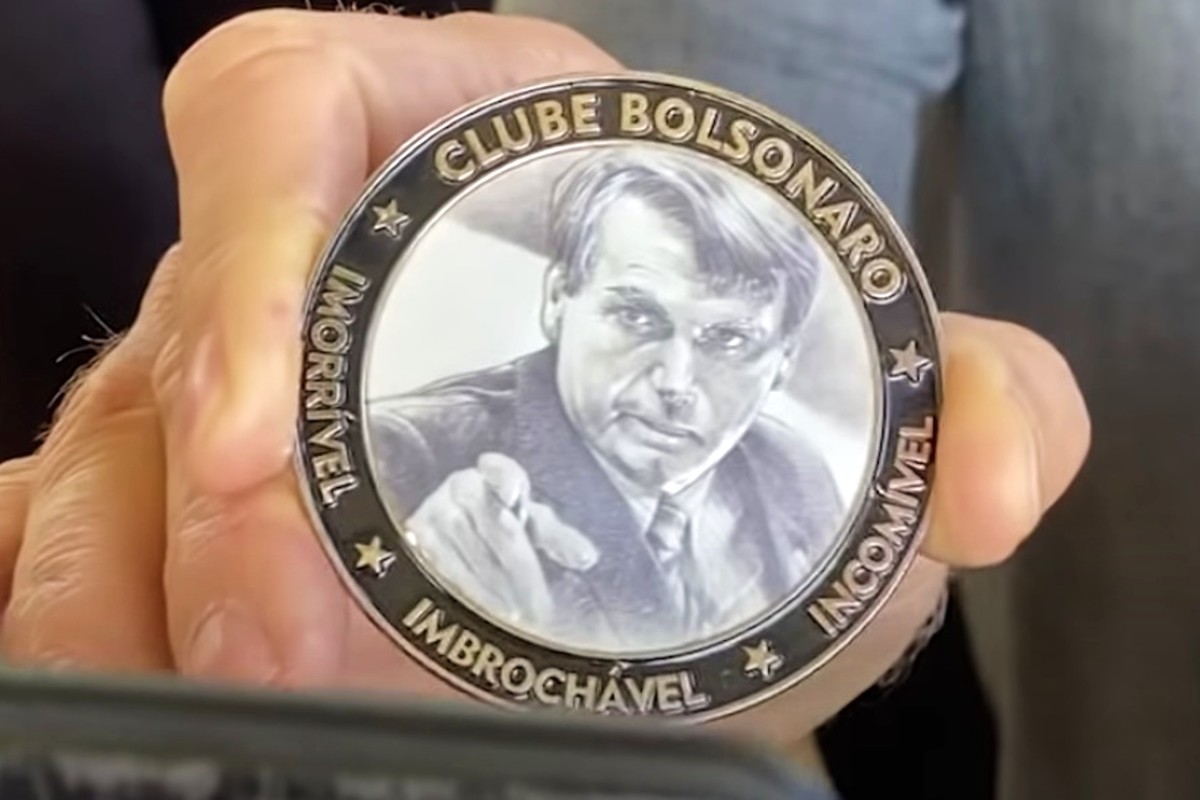 CLUBE BOLSONARO
IMORRÍVEL
IMBROCHÁVEL
INCOMÍVEL